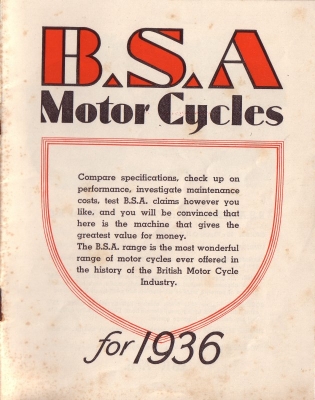 B.S.A
Motor Cycles
Compare specifications, check up on
performance, investigate maintenance
costs, test B.S.A. claims however you
like, and you will be convinced that
here is the machine that gives the
greatest value for money.
The B.S.A. range is the most wonderful
range of motor cycles ever offered in
the history of the British Motor Cycle
Industry.
for 1936